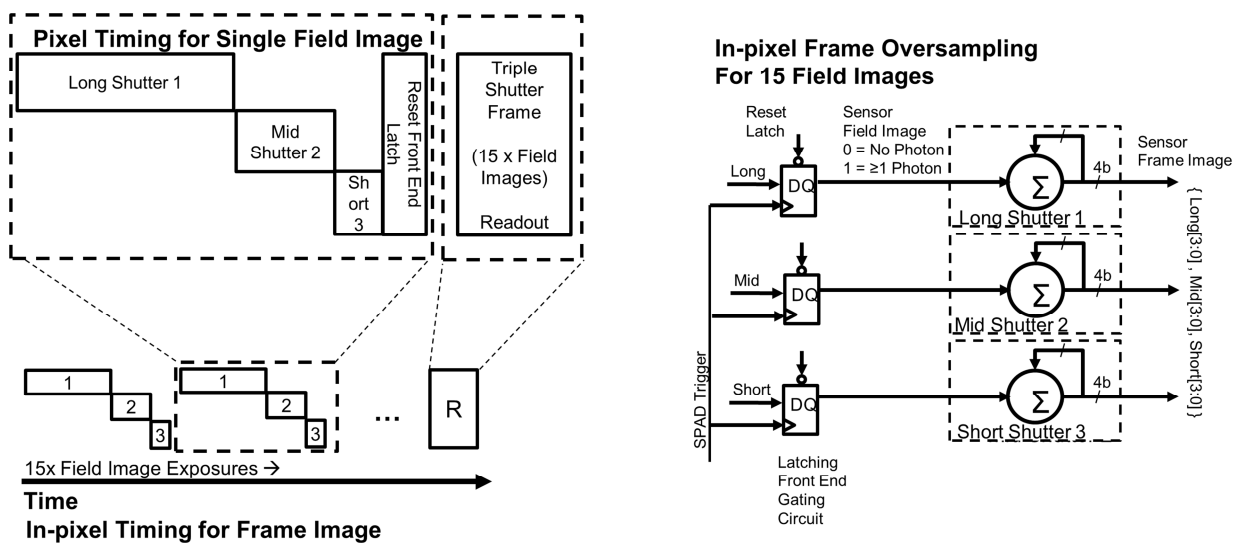 Pixel Timing for Single Field Image
Long Shutter 1
Mid
Shutter 2
Sh
ort
3
Reset Front End
Latch
Triple
Shutter
Frame
(15 x Field
Images)
Readout
1
2
3
1
2
3
...
R
15x Field Image Exposures →
Time
In-pixel Timing for Frame Image
In-pixel Frame Oversampling
For 15 Field Images
Reset
Latch
Sensor
Field Image
0 = No Photon
1 = ≥1 Photon
Sensor
Frame Image
Long
DQ
Σ
4b
Long Shutter 1
Mid
DQ
Σ
4b
Mid Shutter 2
Short
DQ
Σ
4b
Short Shutter 3
SPAD Trigger
{ Long[3:0] , Mid[3:0], Short[3:0] }
Latching
Front End
Gating
Circuit